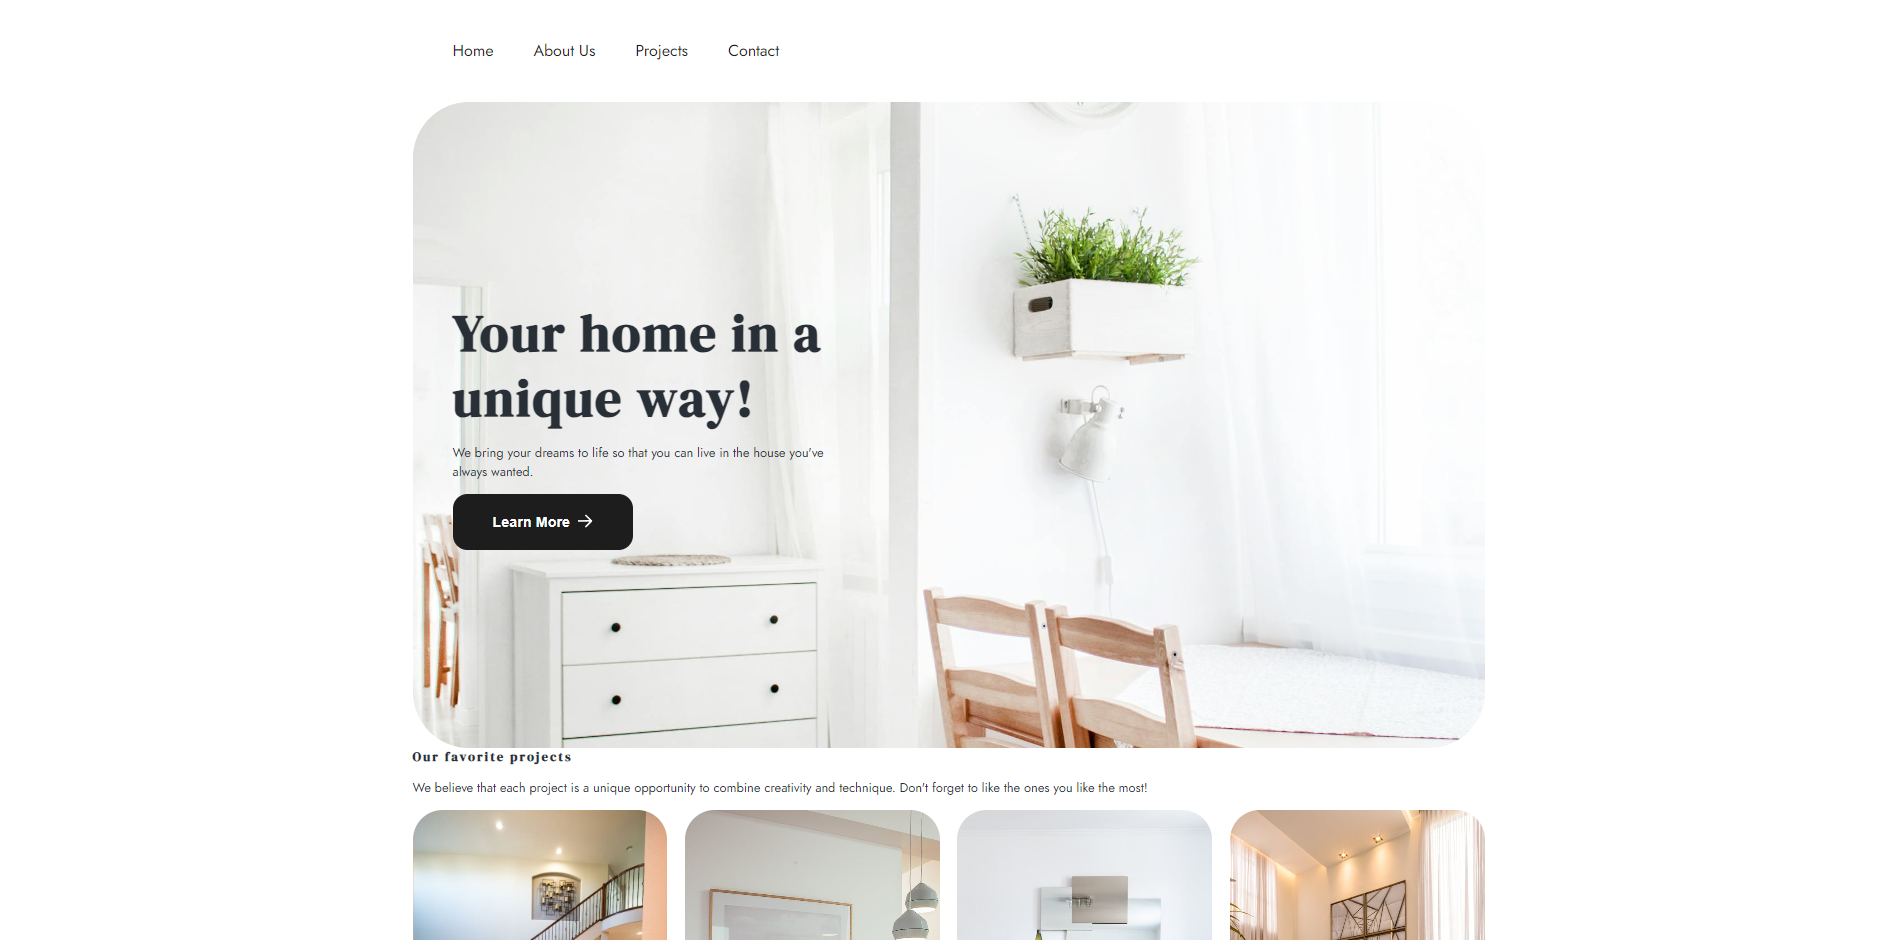 Home About Us Projects Contact
Your home in a
unique way!
We bring your dreams to life so that you can live in the house you've
always wanted.
Learn More →
Our favorite projects
We believe that each project is a unique opportunity to combine creativity and technique. Don't forget to like the ones you like the most!